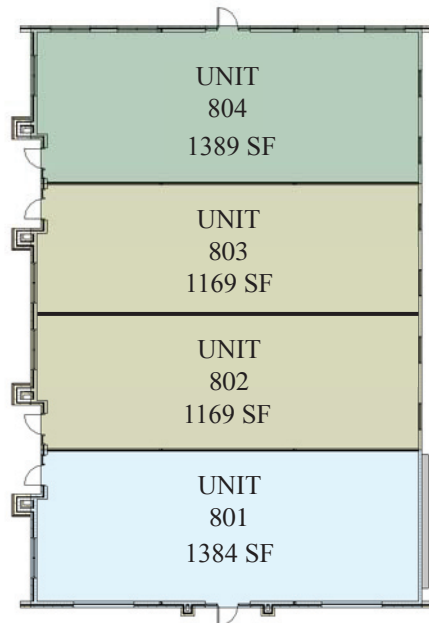 UNIT
804
1389 SF
UNIT
803
1169 SF
UNIT
802
1169 SF
UNIT
801
1384 SF